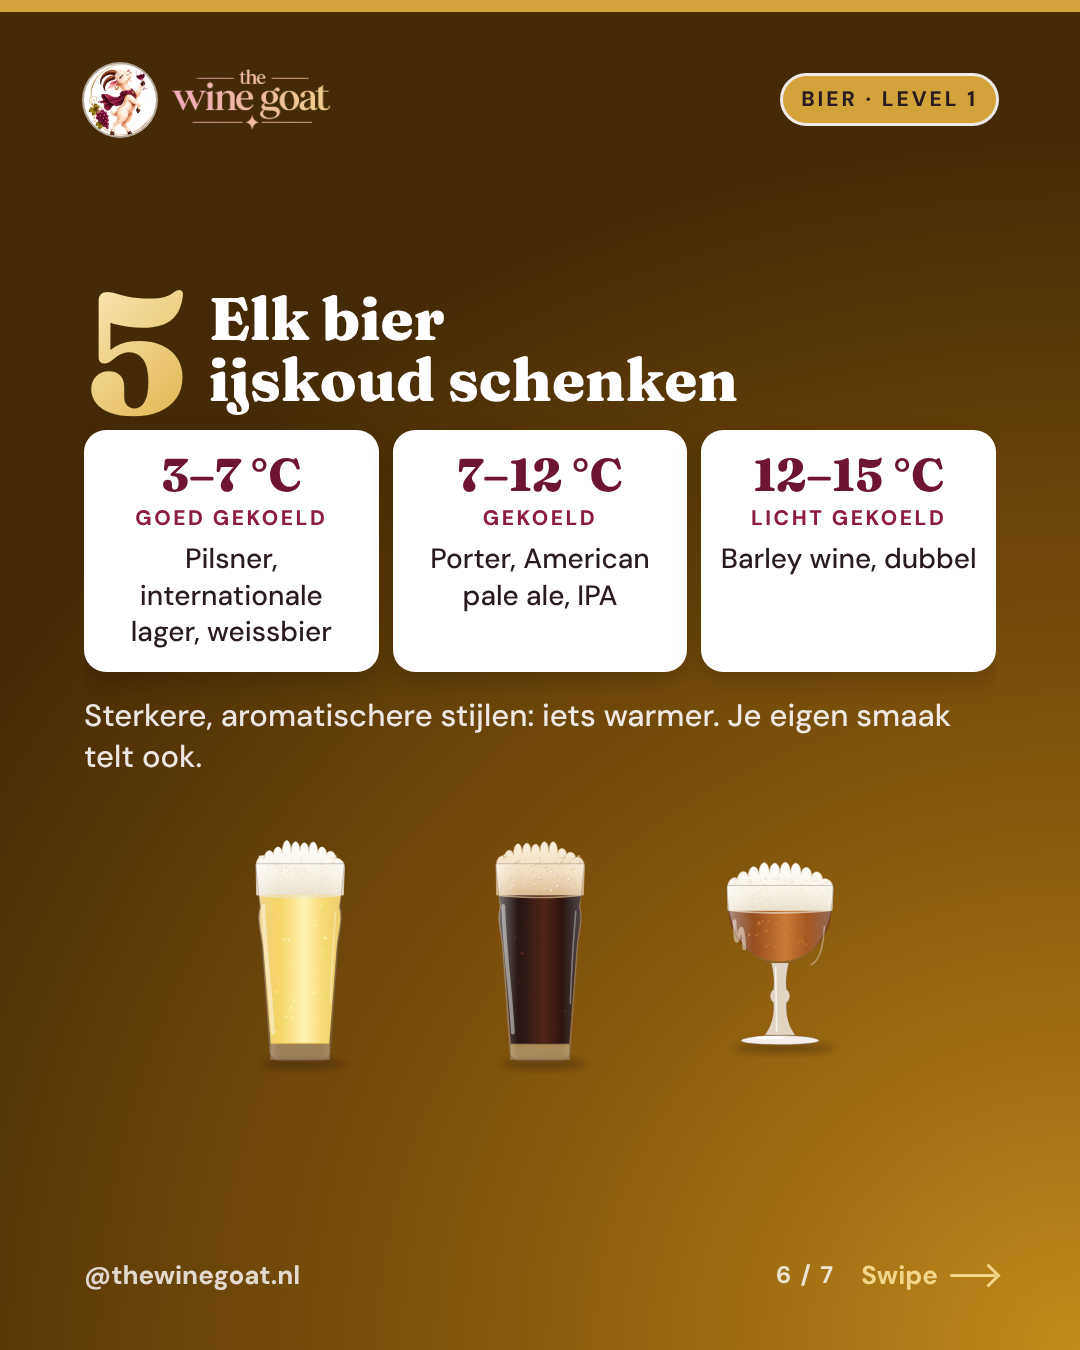 the
wine goat
BIER · LEVEL 1
5
Elk bier
ijskoud schenken
3–7 °C
GOED GEKOELD
Pilsner,
internationale
lager, weissbier
7–12 °C
GEKOELD
Porter, American
pale ale, IPA
12–15 °C
LICHT GEKOELD
Barley wine, dubbel
Sterkere, aromatischere stijlen: iets warmer. Je eigen smaak
telt ook.
@thewinegoat.nl
6 / 7
Swipe